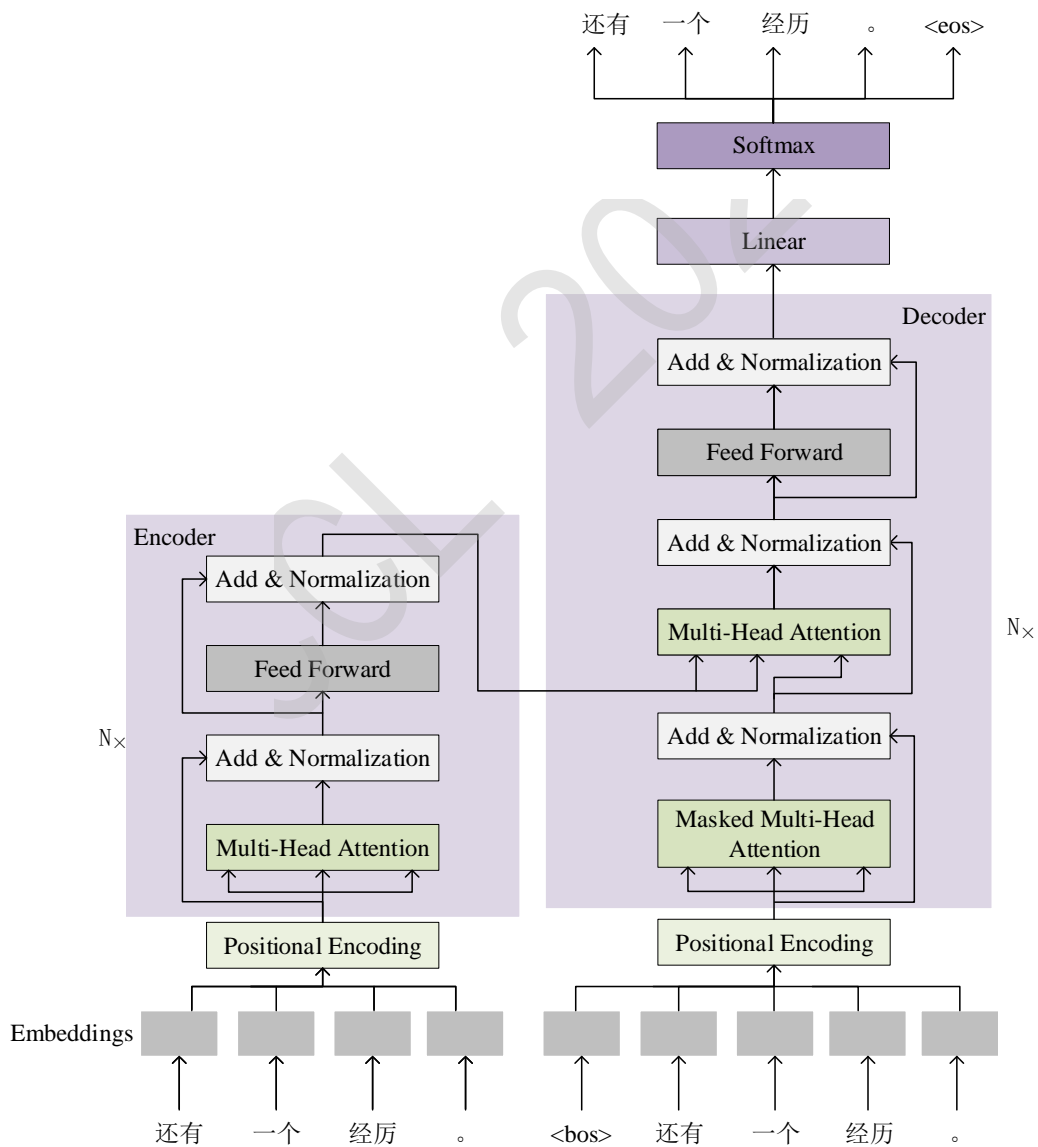 还有 一个 经历 。 <eos>
Softmax
Linear
Decoder
Add & Normalization
Feed Forward
Add & Normalization
Multi-Head Attention
N×
Add & Normalization
Masked Multi-Head
Attention
Positional Encoding
Encoder
Add & Normalization
Feed Forward
N×
Add & Normalization
Multi-Head Attention
Positional Encoding
Embeddings
还有 一个 经历 。 <bos> 还有 一个 经历 。
CCL 202